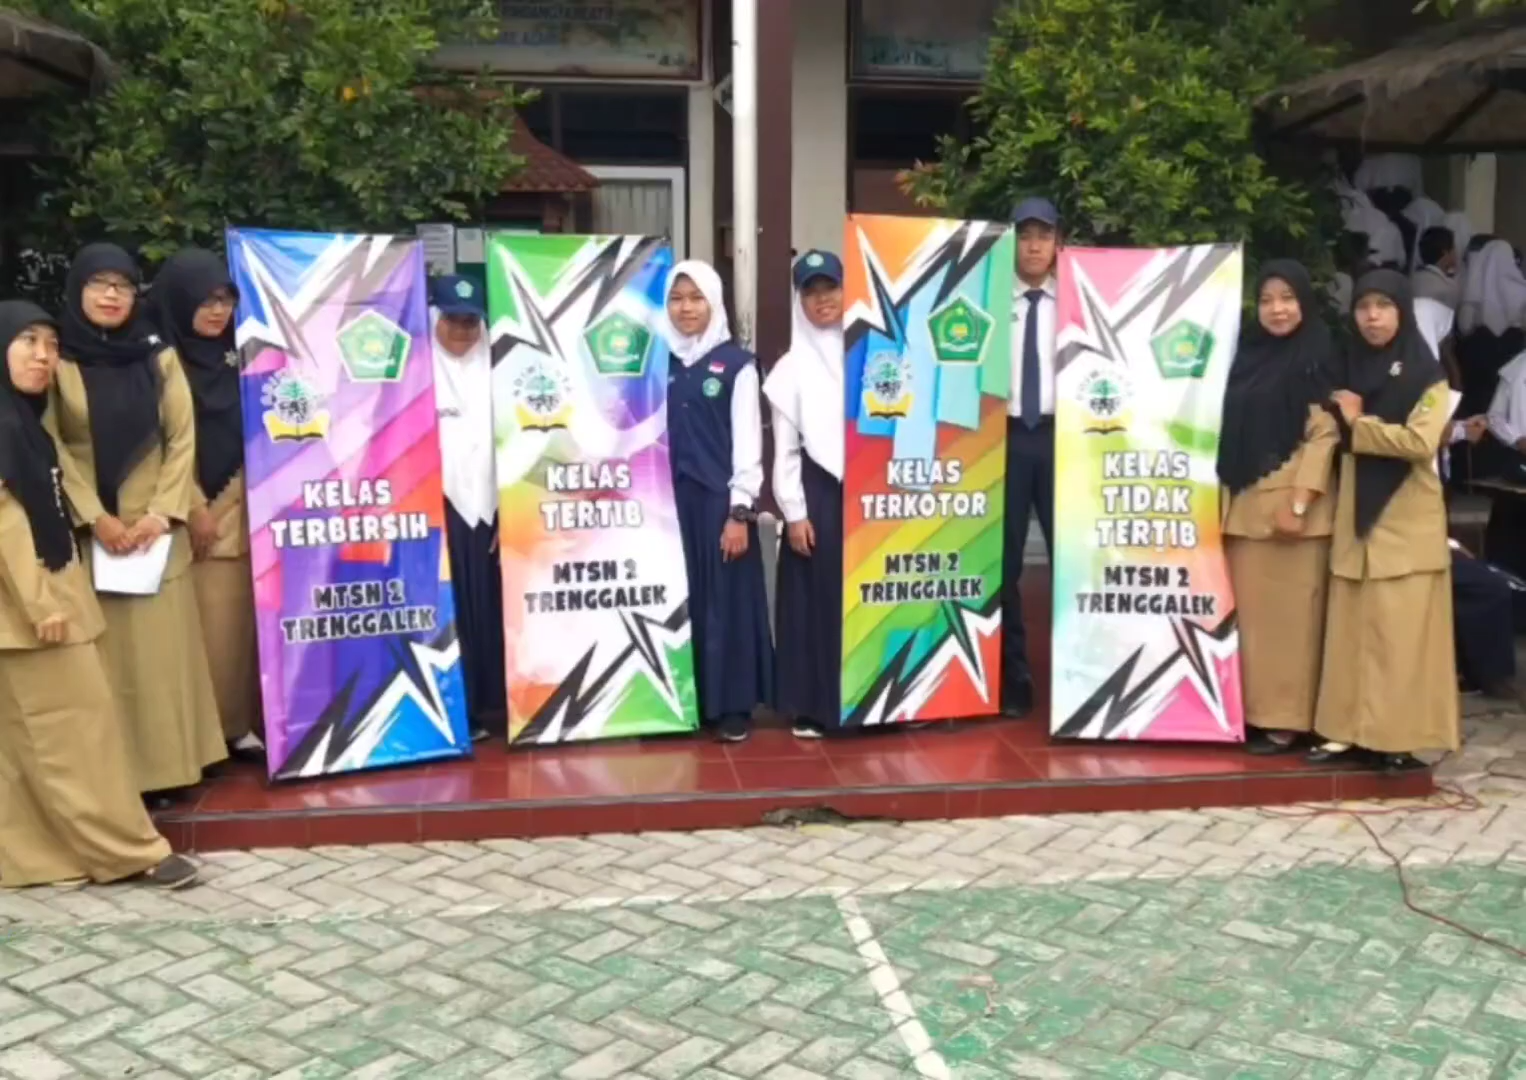 KELAS
TERBERSIH
MTSN 2
TRENGGALEK
KELAS
TERTIB
MTSN 2
TRENGGALEK
KELAS
TERKOTOR
MTSN 2
TRENGGALEK
KELAS
TIDAK
TERTIB
MTSN 2
TRENGGALEK